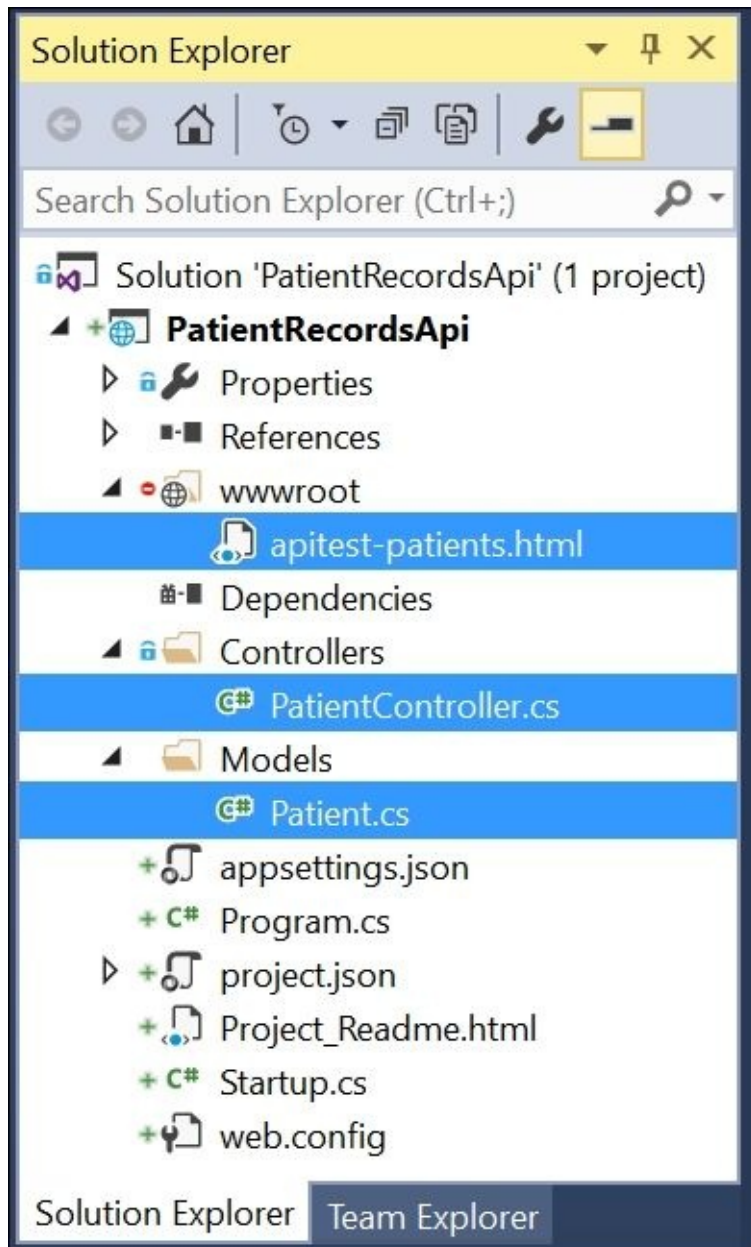 Solution Explorer
Search Solution Explorer (Ctrl+;)
Solution 'PatientRecordsApi' (1 project)
PatientRecordsApi
Properties
References
wwwroot
apitest-patients.html
Dependencies
Controllers
C# PatientController.cs
Models
C# Patient.cs
appsettings.json
C# Program.cs
project.json
Project_Readme.html
C# Startup.cs
web.config
Solution Explorer Team Explorer